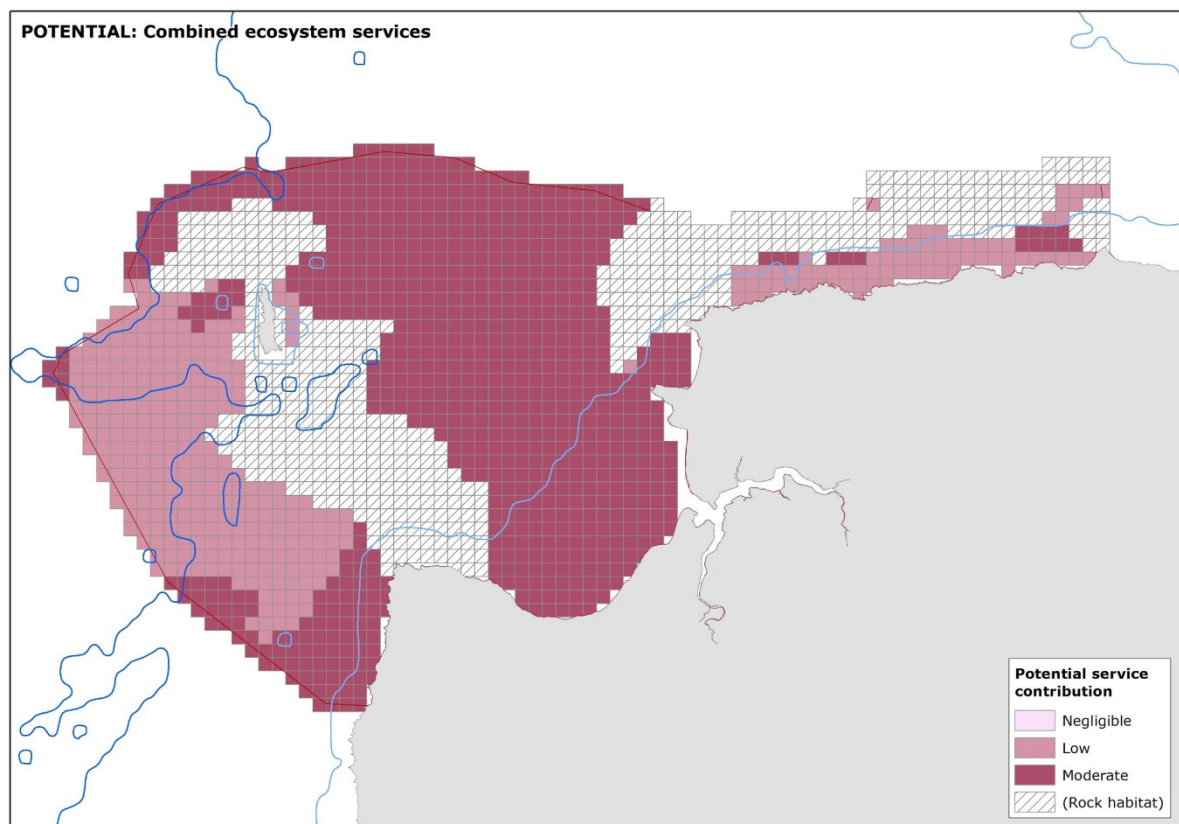 POTENTIAL: Combined ecosystem services
Potential service
contribution
Negligible
Low
Moderate
(Rock habitat)